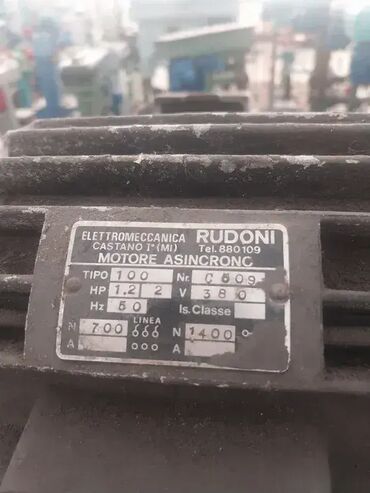 ELETTROMECCANICA RUDONI
CASTANO I° (MI) Tel. 880109
MOTORE ASINCRONO
TIPO 100 Nr. C509
HP 1,2 2 V 380
Hz 50 Is. Classe
N 700 LINEA N 1400
A A